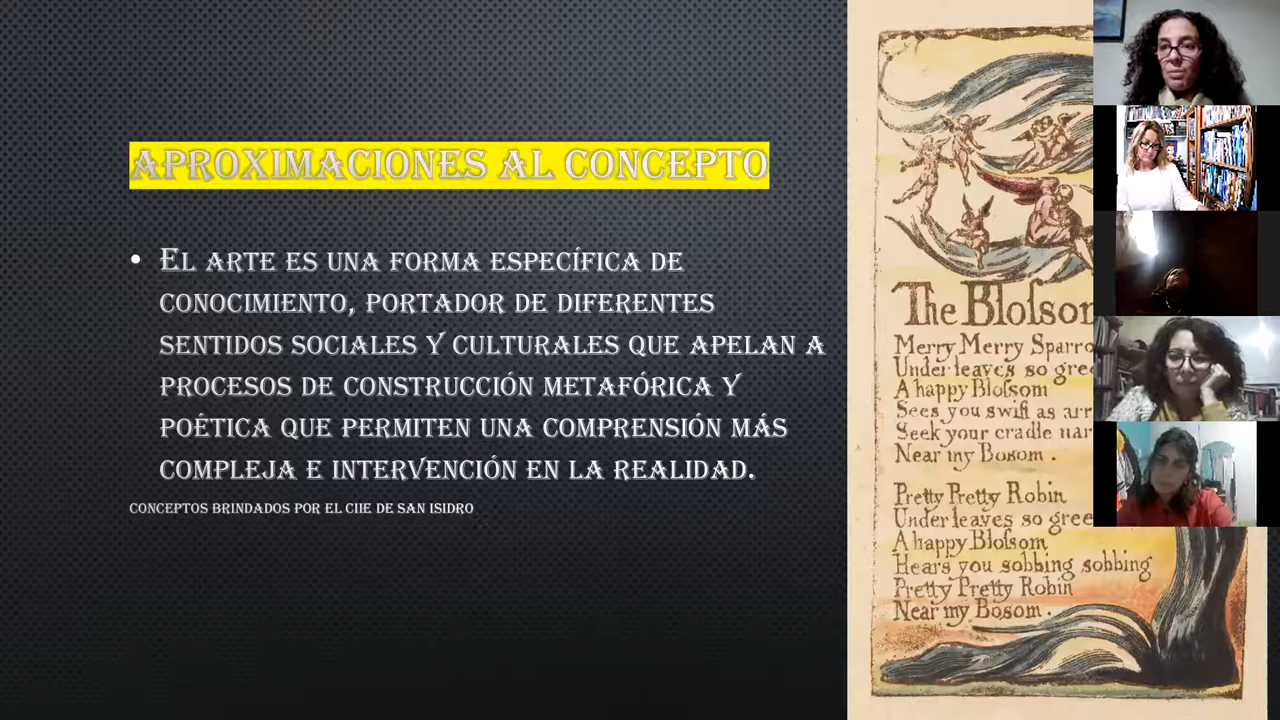 APROXIMACIONES AL CONCEPTO
• EL ARTE ES UNA FORMA ESPECÍFICA DE
CONOCIMIENTO, PORTADOR DE DIFERENTES
SENTIDOS SOCIALES Y CULTURALES QUE APELAN A
PROCESOS DE CONSTRUCCIÓN METAFÓRICA Y
POÉTICA QUE PERMITEN UNA COMPRENSIÓN MÁS
COMPLEJA E INTERVENCIÓN EN LA REALIDAD.
CONCEPTOS BRINDADOS POR EL CIIE DE SAN ISIDRO
The Bloſsom
Merry Merry Sparro
Under leaves so gree
A happy Bloſsom
Sees you swift as arr
Seek your cradle nar
Near my Bosom.
Pretty Pretty Robin
Under leaves so gree
A happy Bloſsom
Hears you sobbing sobbing
Pretty Pretty Robin
Near my Bosom.